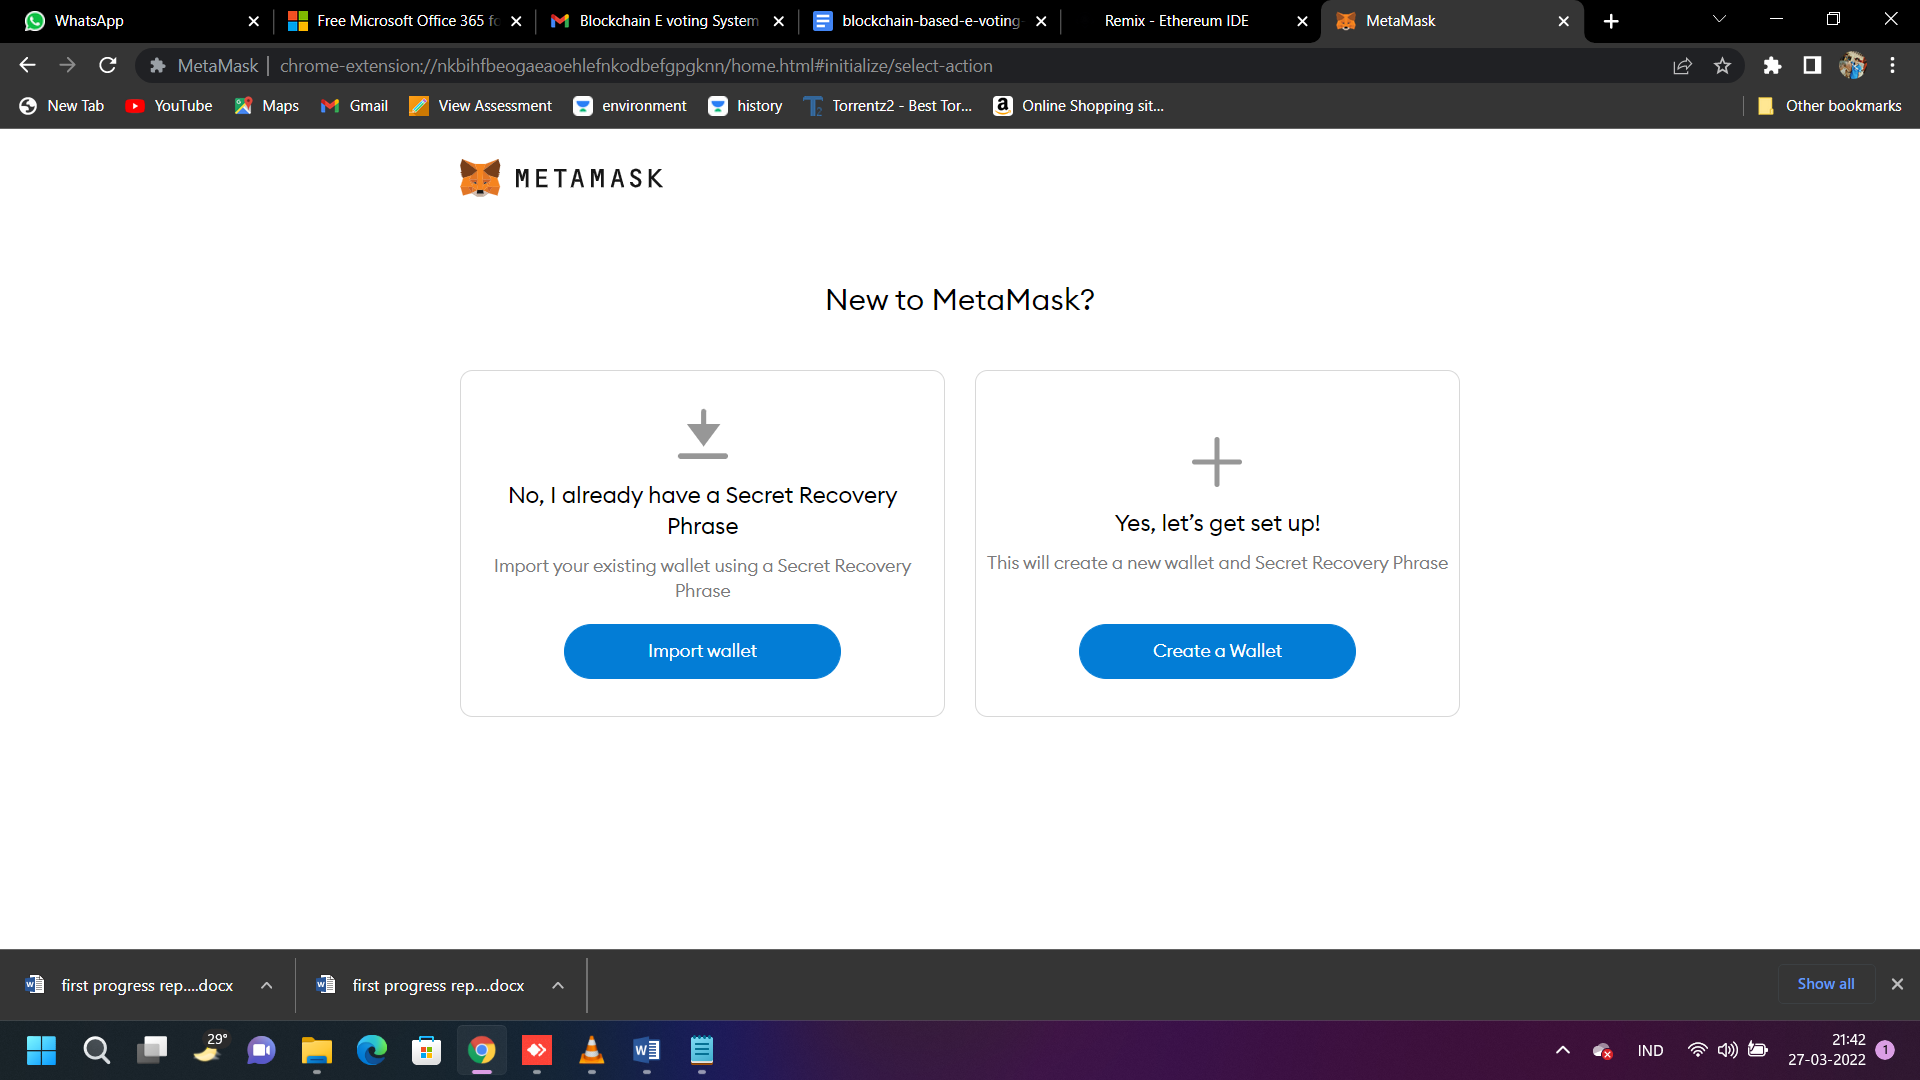 WhatsApp
Free Microsoft Office 365 fo
Blockchain E voting System
blockchain-based-e-voting-
Remix - Ethereum IDE
MetaMask
MetaMask | chrome-extension://nkbihfbeogaeaoehlefnkodbefgpgknn/home.html#initialize/select-action
New Tab
YouTube
Maps
Gmail
View Assessment
environment
history
Torrentz2 - Best Tor...
Online Shopping sit...
Other bookmarks
METAMASK
New to MetaMask?
No, I already have a Secret Recovery
Phrase
Import your existing wallet using a Secret Recovery
Phrase
Import wallet
Yes, let's get set up!
This will create a new wallet and Secret Recovery Phrase
Create a Wallet
first progress rep....docx
first progress rep....docx
Show all
29°
IND
21:42
27-03-2022
1